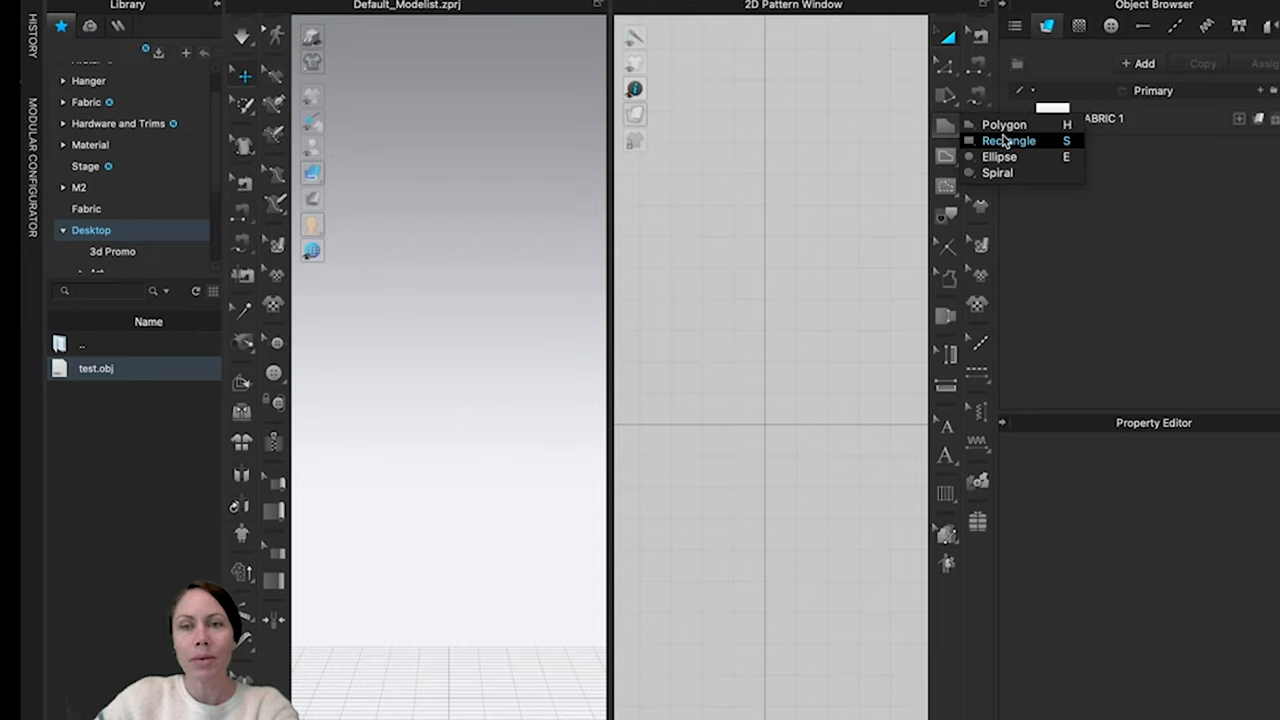 Library
Default_Modelist.zprj
2D Pattern Window
Object Browser
HISTORY
MODULAR CONFIGURATOR
Hanger
Fabric
Hardware and Trims
Material
Stage
M2
Fabric
Desktop
3d Promo
Name
..
test.obj
+ Add
Copy
Primary
ABRIC 1
Polygon H
Rectangle S
Ellipse E
Spiral
Property Editor